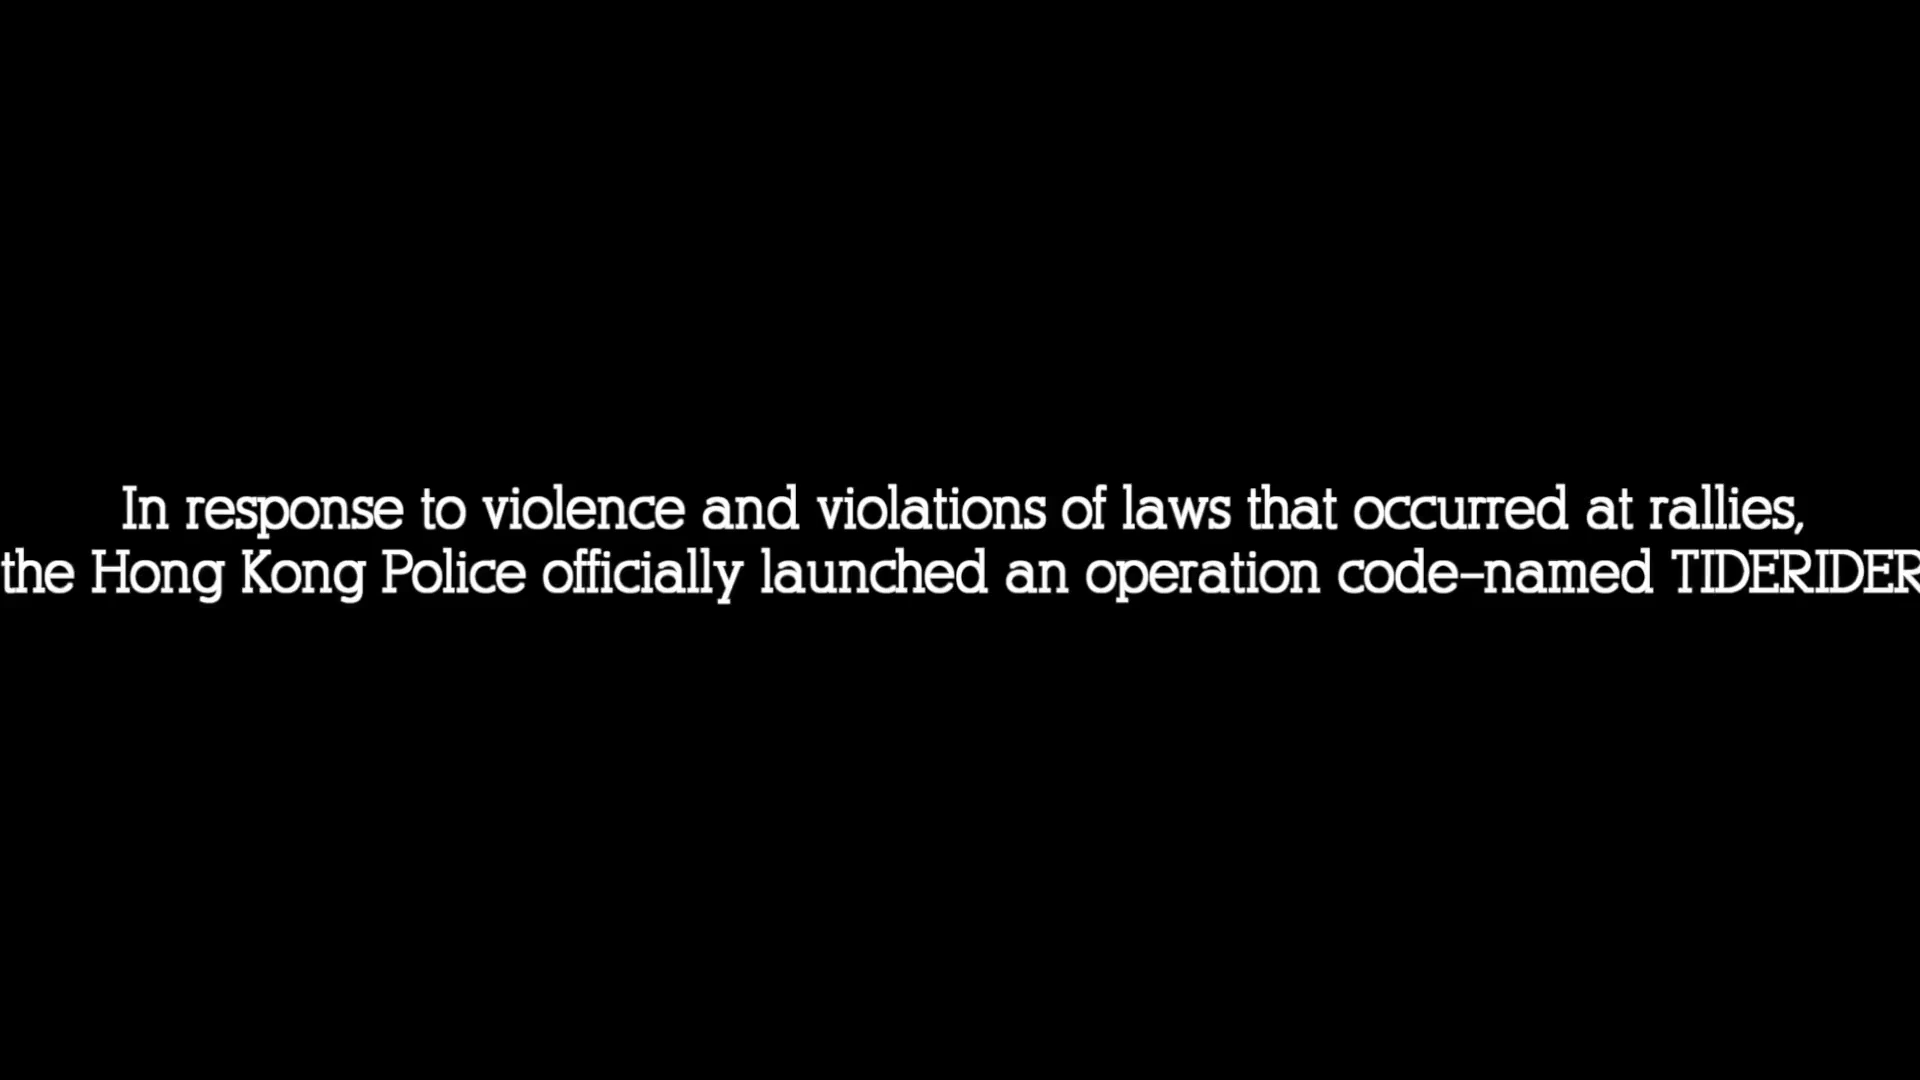 In response to violence and violations of laws that occurred at rallies,
the Hong Kong Police officially launched an operation code-named TIDERIDER